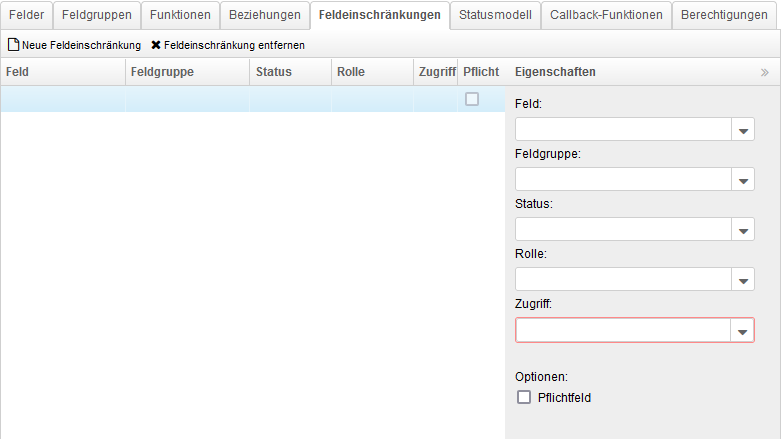 Felder Feldgruppen Funktionen Beziehungen Feldeinschränkungen Statusmodell Callback-Funktionen Berechtigungen
Neue Feldeinschränkung Feldeinschränkung entfernen
Feld Feldgruppe Status Rolle Zugriff Pflicht Eigenschaften »
Feld:
Feldgruppe:
Status:
Rolle:
Zugriff:
Optionen:
Pflichtfeld